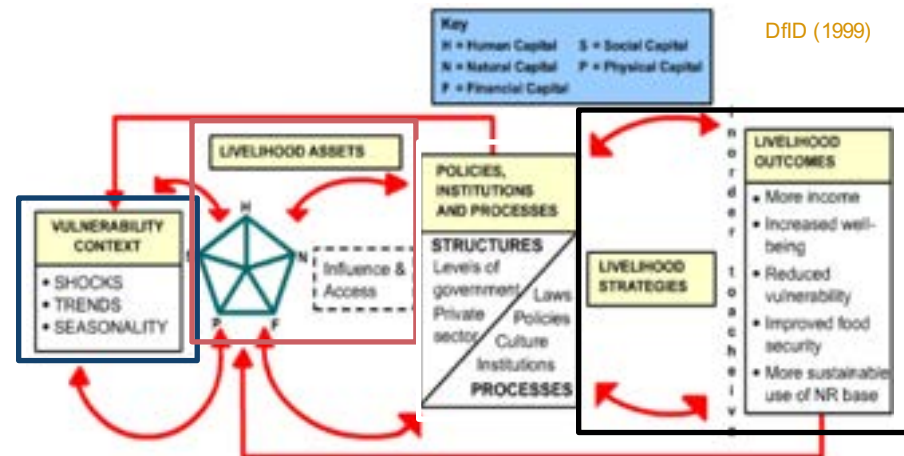 DfID (1999)
Key
H = Human Capital S = Social Capital
N = Natural Capital P = Physical Capital
F = Financial Capital
LIVELIHOOD ASSETS
H
N
P
F
Influence &
Access
VULNERABILITY
CONTEXT
• SHOCKS
• TRENDS
• SEASONALITY
POLICIES,
INSTITUTIONS
AND PROCESSES
STRUCTURES
Levels of
government
Private
sector
Laws
Policies
Culture
Institutions
PROCESSES
LIVELIHOOD
STRATEGIES
n
o
r
d
e
r
t
o
a
c
h
e
i
v
LIVELIHOOD
OUTCOMES
• More income
• Increased well-
being
• Reduced
vulnerability
• Improved food
security
• More sustainable
use of NR base